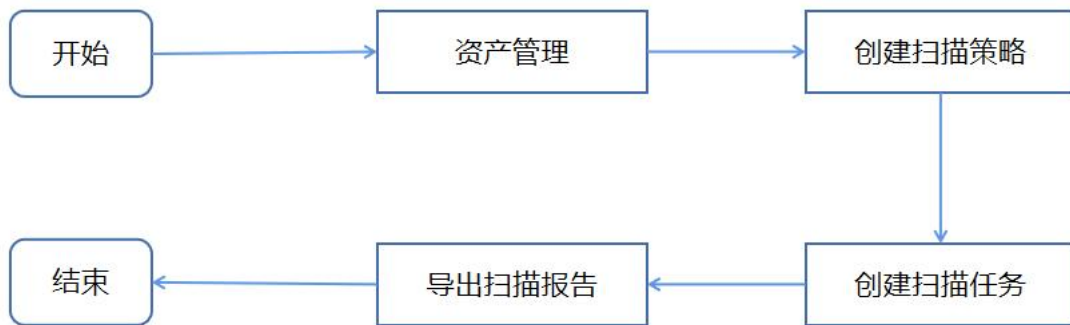 开始
资产管理
创建扫描策略
创建扫描任务
导出扫描报告
结束